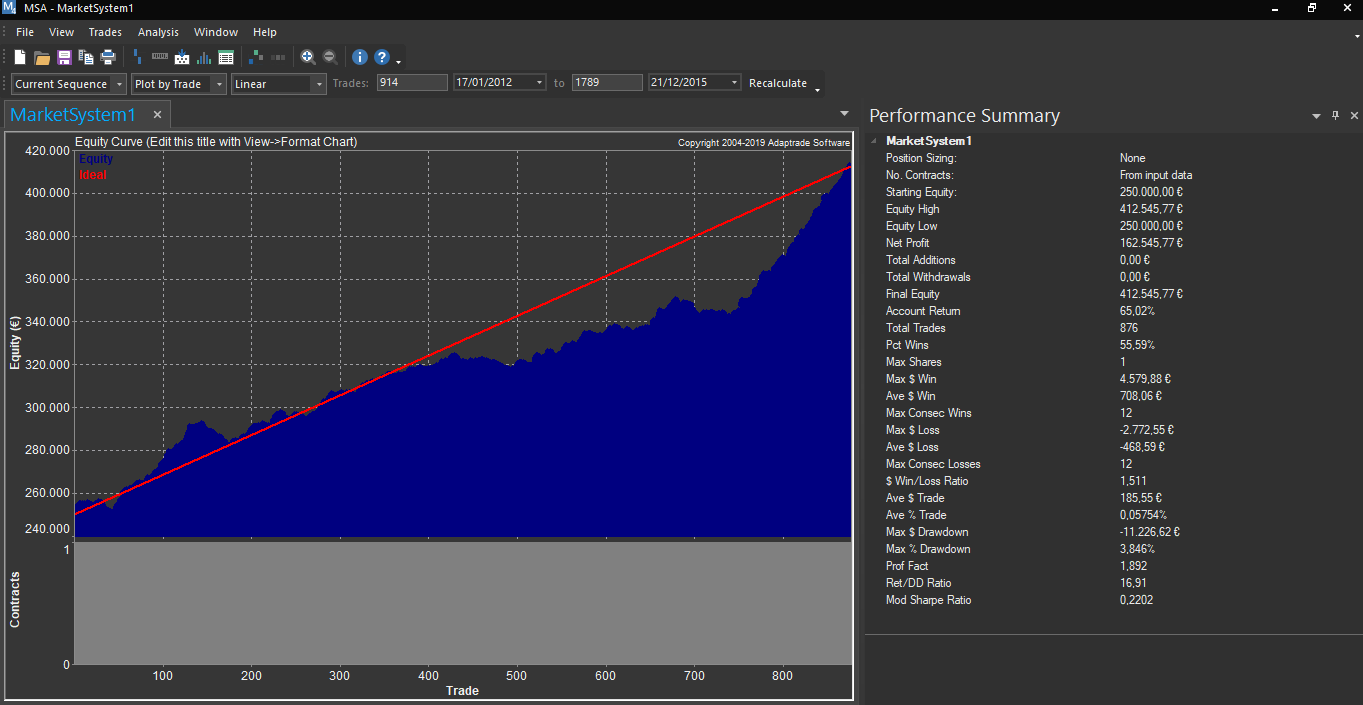 MSA - MarketSystem1
File View Trades Analysis Window Help
Current Sequence Plot by Trade Linear Trades: 914 17/01/2012 to 1789 21/12/2015 Recalculate
MarketSystem1
Equity Curve (Edit this title with View->Format Chart) Copyright 2004-2019 Adaptrade Software
Equity
Ideal
420.000
400.000
380.000
360.000
340.000
320.000
300.000
280.000
260.000
240.000
Equity (€)
1
0
Contracts
100 200 300 400 500 600 700 800
Trade
Performance Summary
MarketSystem1
Position Sizing: None
No. Contracts: From input data
Starting Equity: 250.000,00 €
Equity High 412.545,77 €
Equity Low 250.000,00 €
Net Profit 162.545,77 €
Total Additions 0,00 €
Total Withdrawals 0,00 €
Final Equity 412.545,77 €
Account Return 65,02%
Total Trades 876
Pct Wins 55,59%
Max Shares 1
Max $ Win 4.579,88 €
Ave $ Win 708,06 €
Max Consec Wins 12
Max $ Loss -2.772,55 €
Ave $ Loss -468,59 €
Max Consec Losses 12
$ Win/Loss Ratio 1,511
Ave $ Trade 185,55 €
Ave % Trade 0,05754%
Max $ Drawdown -11.226,62 €
Max % Drawdown 3,846%
Prof Fact 1,892
Ret/DD Ratio 16,91
Mod Sharpe Ratio 0,2202